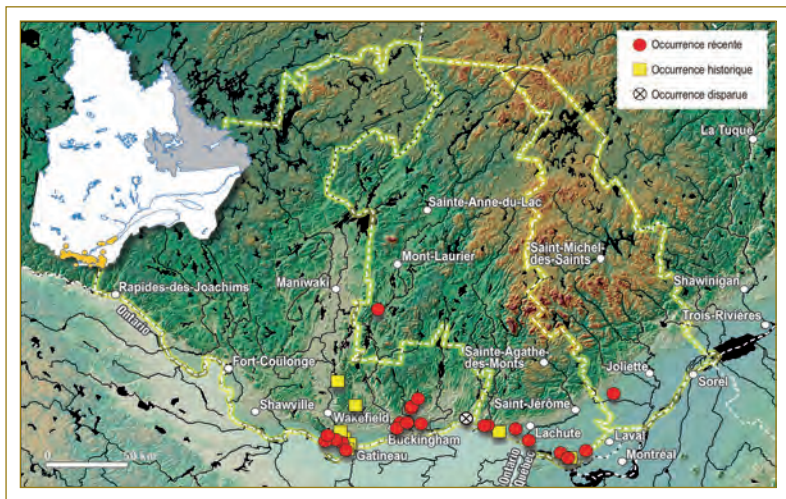 Occurrence récente
Occurrence historique
Occurrence disparue
La Tuque
Sainte-Anne-du-Lac
Saint-Michel
des-Saints
Mont-Laurier
Maniwaki
Rapides-des-Joachims
Shawinigan
Ontario
Trois-Rivières
Fort-Coulonge
Sainte-Agathe
des-Monts
Joliette
Sorel
Shawville
Wakefield
Saint-Jérôme
Buckingham
Lachute
Laval
Gatineau
Ontario
Québec
Montréal
0 50 km